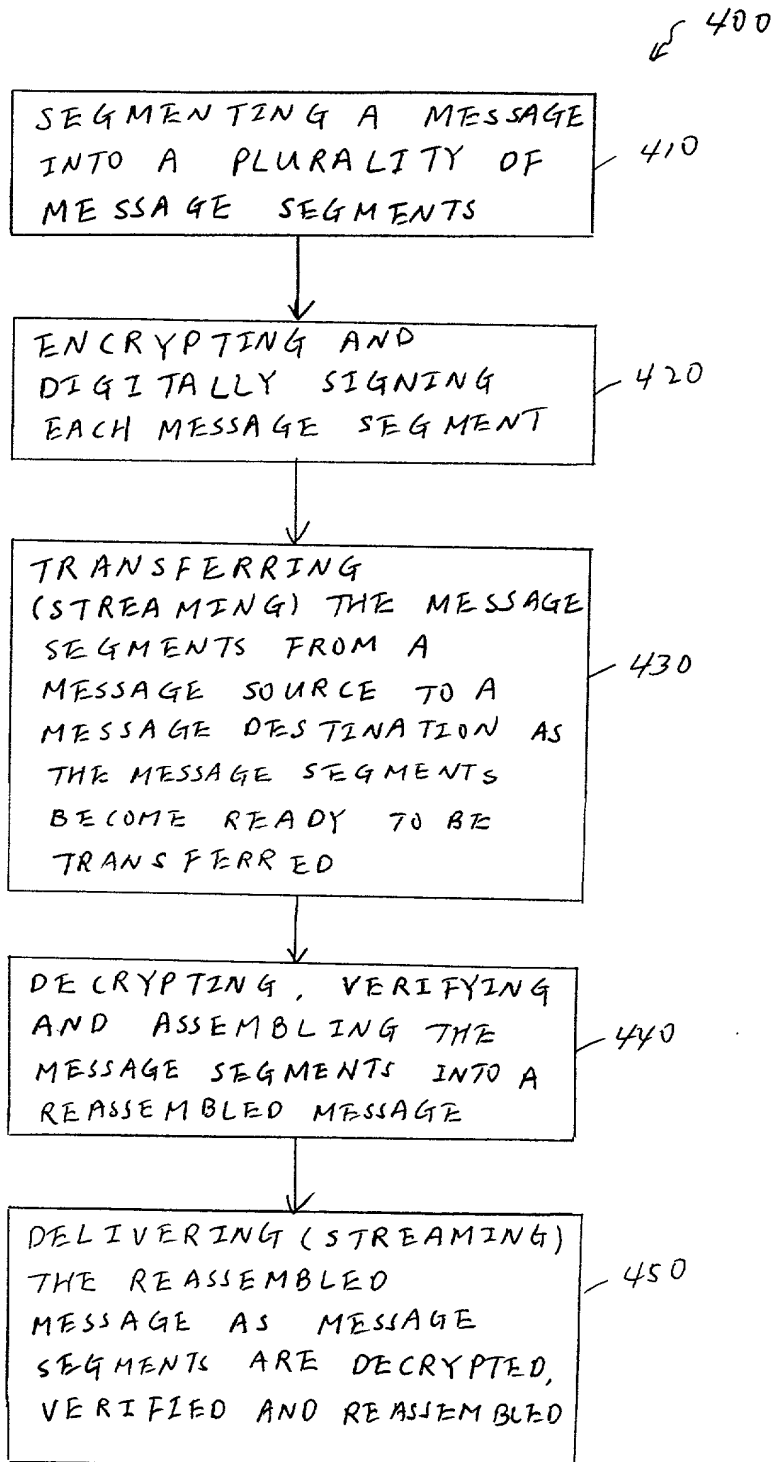 400
SEGMENTING A MESSAGE
INTO A PLURALITY OF
MESSAGE SEGMENTS
410
ENCRYPTING AND
DIGITALLY SIGNING
EACH MESSAGE SEGMENT
420
TRANSFERRING
(STREAMING) THE MESSAGE
SEGMENTS FROM A
MESSAGE SOURCE TO A
MESSAGE DESTINATION AS
THE MESSAGE SEGMENTS
BECOME READY TO BE
TRANSFERRED
430
DECRYPTING, VERIFYING
AND ASSEMBLING THE
MESSAGE SEGMENTS INTO A
REASSEMBLED MESSAGE
440
DELIVERING (STREAMING)
THE REASSEMBLED
MESSAGE AS MESSAGE
SEGMENTS ARE DECRYPTED,
VERIFIED AND REASSEMBLED
450